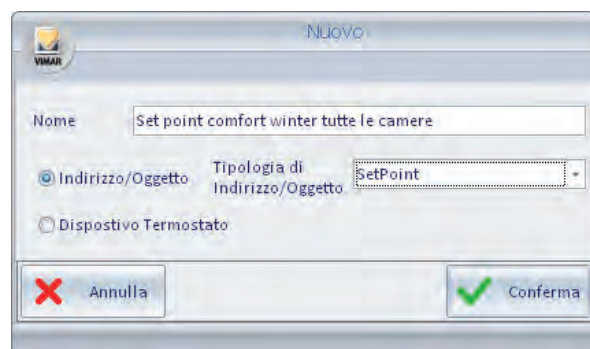 Nuovo
VIMAR
Nome Set point comfort winter tutte le camere
Indirizzo/Oggetto Tipologia di Indirizzo/Oggetto SetPoint
Dispostivo Termostato
Annulla Conferma